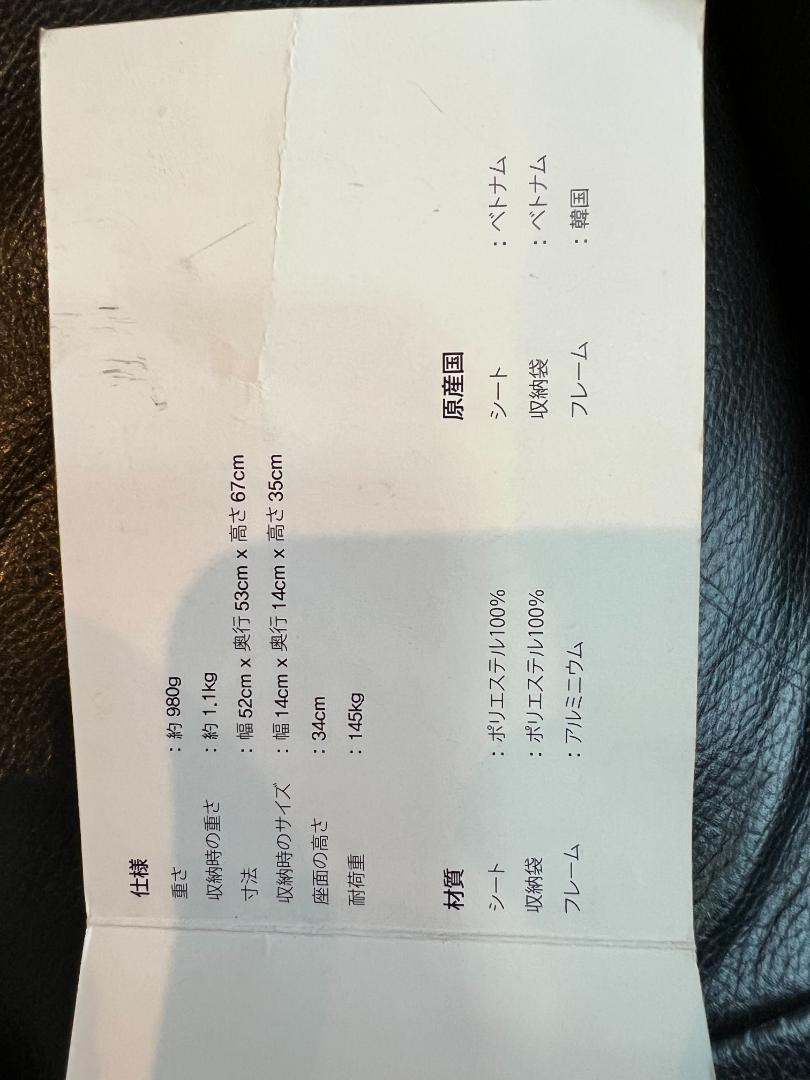 仕様
重さ : 約 980g
収納時の重さ : 約 1.1kg
寸法 : 幅 52cm x 奥行 53cm x 高さ 67cm
収納時のサイズ : 幅 14cm x 奥行 14cm x 高さ 35cm
座面の高さ : 34cm
耐荷重 : 145kg
材質
シート : ポリエステル100%
収納袋 : ポリエステル100%
フレーム : アルミニウム
原産国
シート : ベトナム
収納袋 : ベトナム
フレーム : 韓国